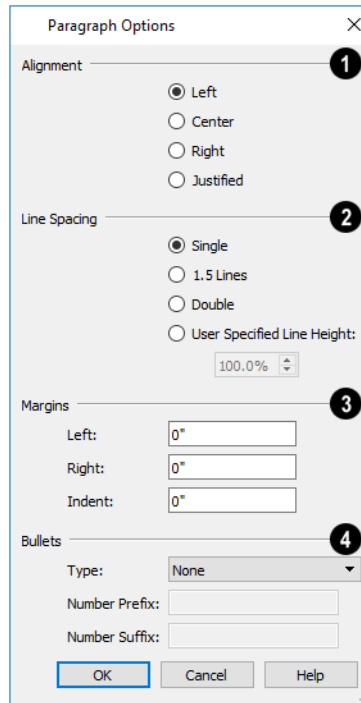 Paragraph Options
Alignment 1
Left
Center
Right
Justified
Line Spacing 2
Single
1.5 Lines
Double
User Specified Line Height:
100.0%
Margins 3
Left: 0"
Right: 0"
Indent: 0"
Bullets 4
Type: None
Number Prefix:
Number Suffix:
OK Cancel Help